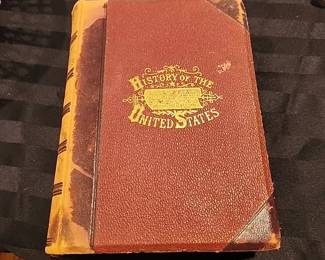 HISTORY OF THE
UNITED STATES